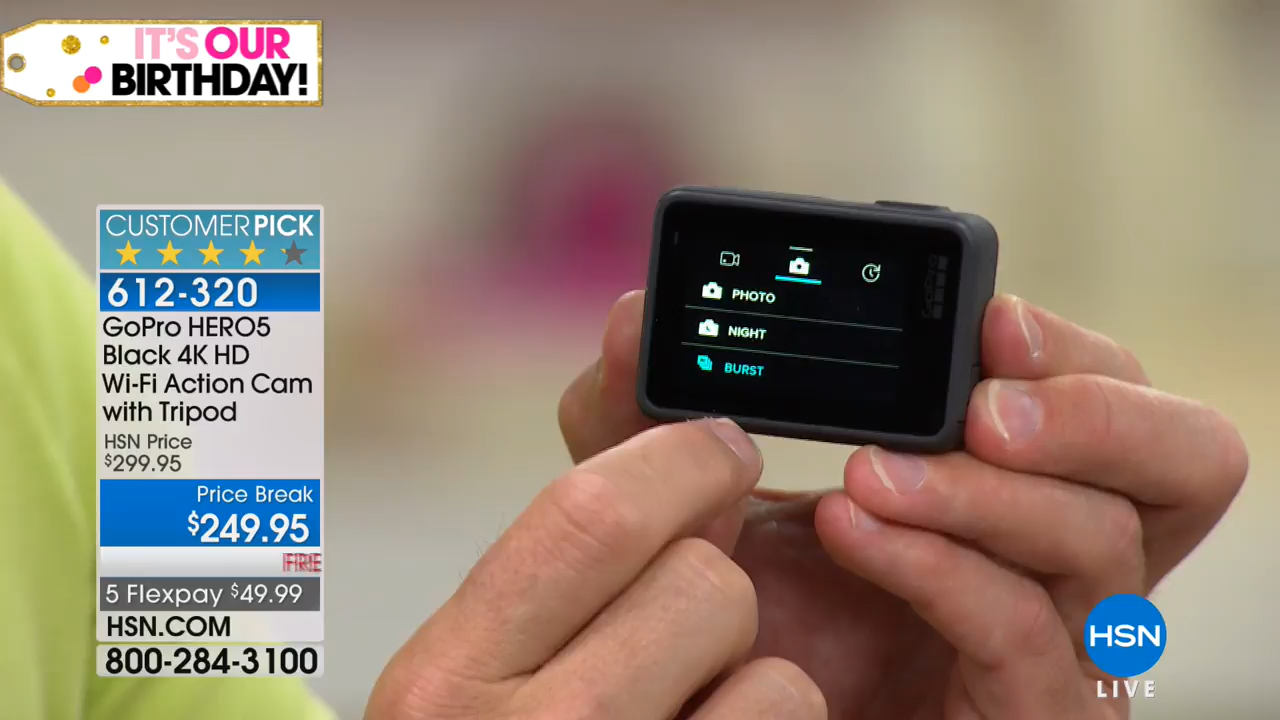 IT'S OUR
BIRTHDAY!
CUSTOMER PICK
612-320
GoPro HERO5
Black 4K HD
Wi-Fi Action Cam
with Tripod
HSN Price
$299.95
Price Break
$249.95
FRE
5 Flexpay $49.99
HSN.COM
800-284-3100
PHOTO
NIGHT
BURST
GoPro
HSN
LIVE